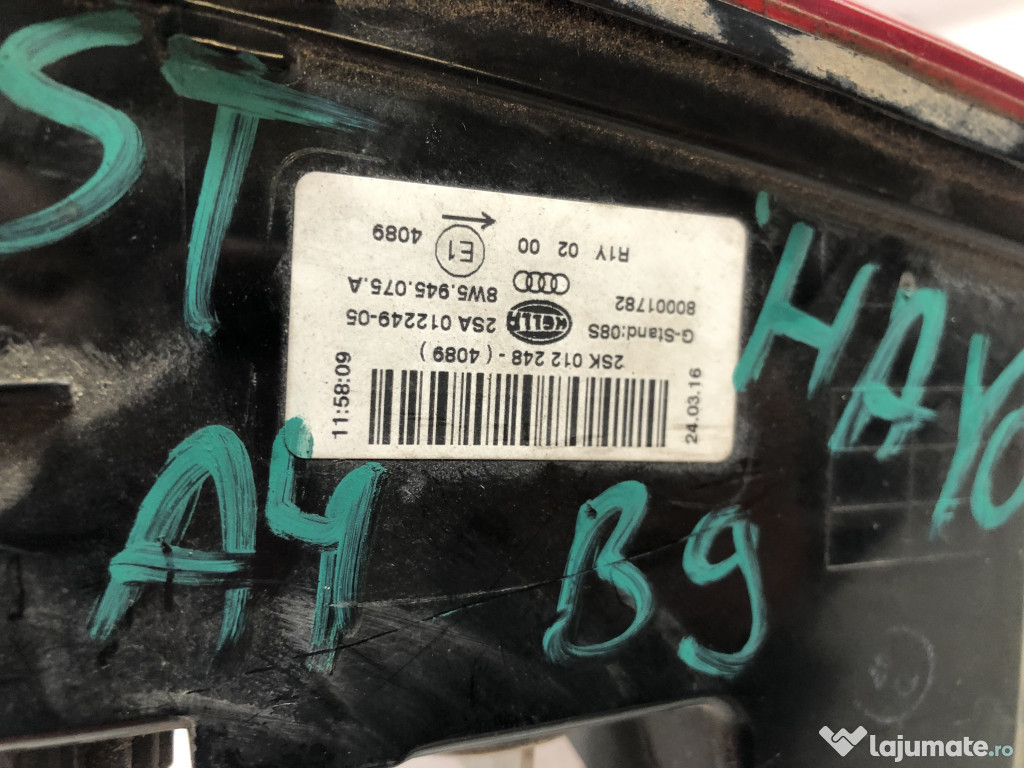 ST
HAYO
R1Y 02 00
E1 4089
80001782
8W5.945.075.A
G-Stand:08S
HELLA 2SA 012249-05
2SK 012 248 - ( 4089 )
11:58:09
24.03.16
A4 B9
lajumate.ro